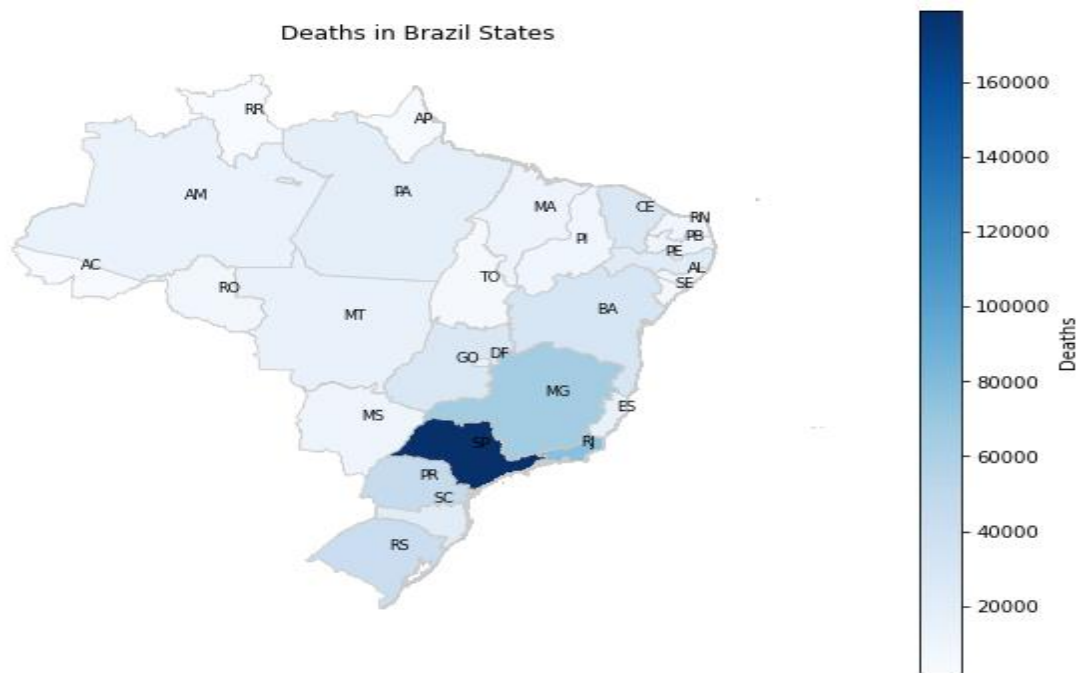 Deaths in Brazil States
RR
AP
AM
PA
MA
CE
RN
PI
PB
PE
AC
AL
TO
SE
RO
BA
MT
GO
DF
MG
MS
ES
SP
RJ
PR
SC
RS
160000
140000
120000
100000
80000
60000
40000
20000
Deaths